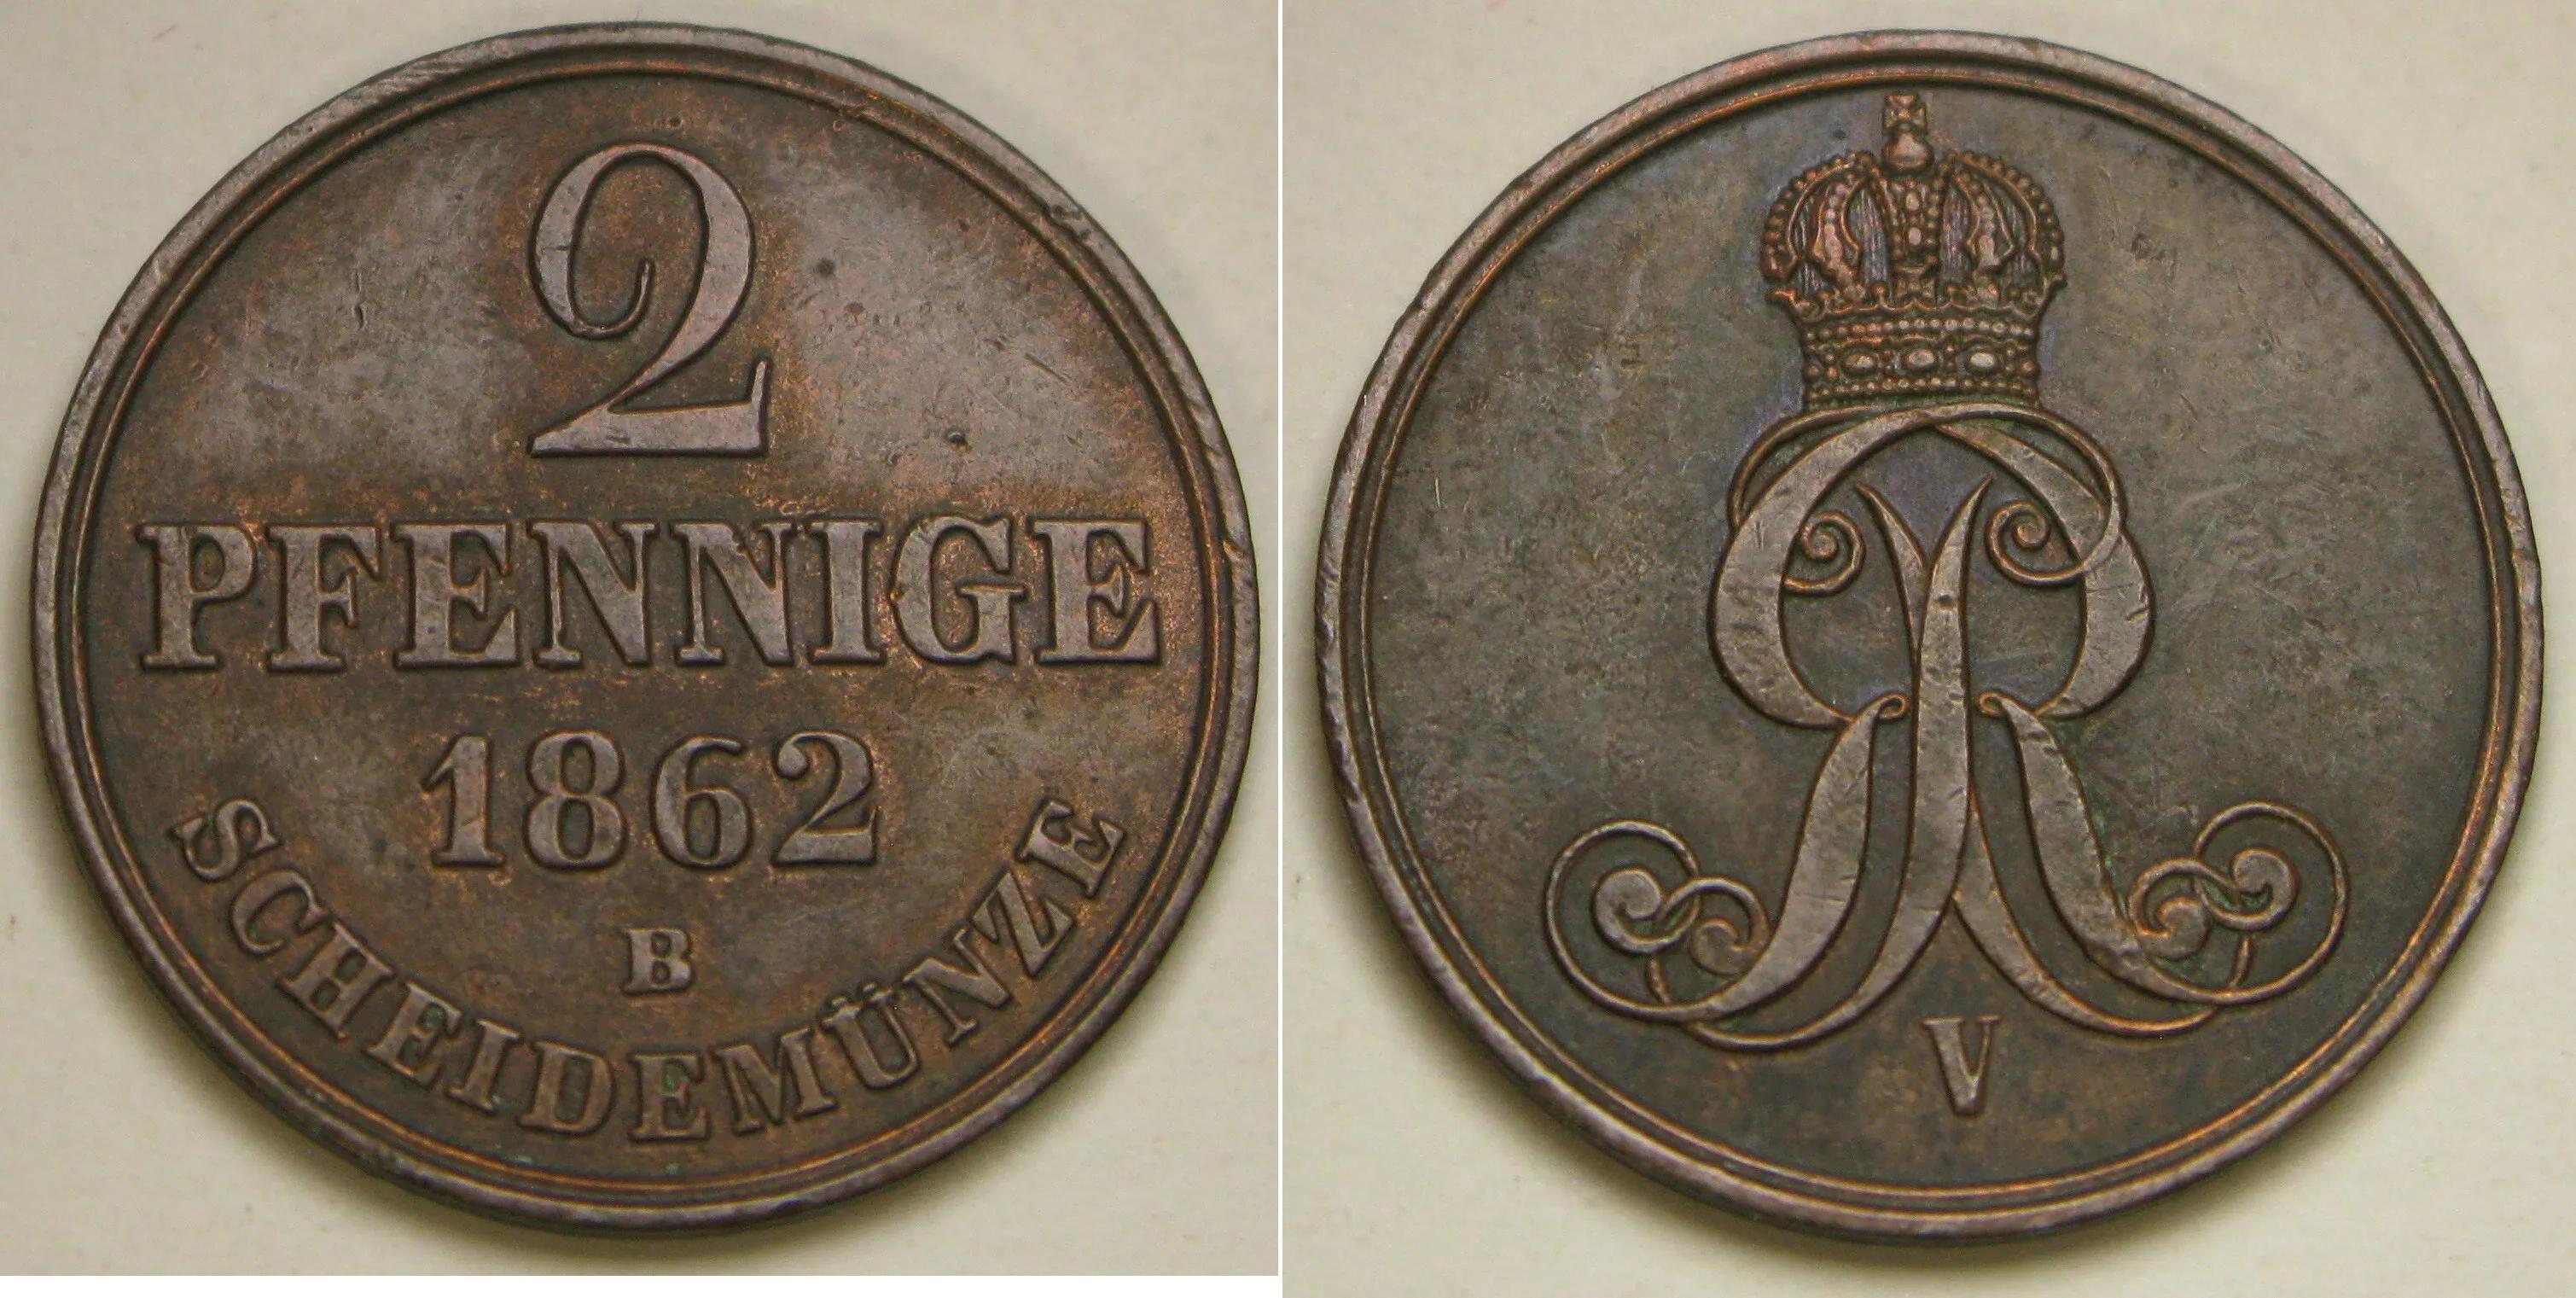 2
PFENNIGE
1862
B
SCHEIDEMÜNZE
GR
V